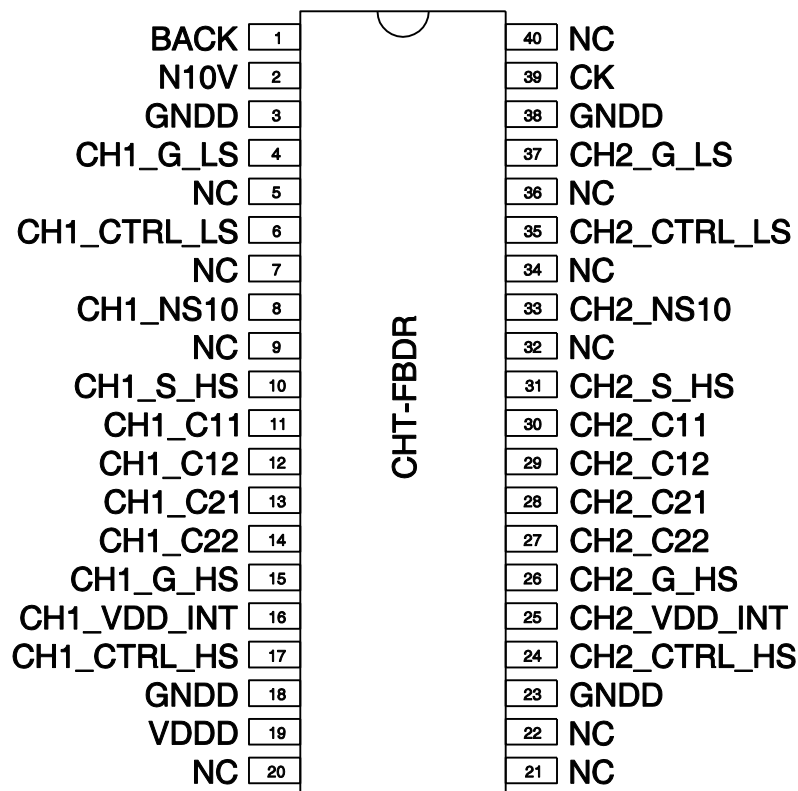 BACK 1 40 NC
N10V 2 39 CK
GNDD 3 38 GNDD
CH1_G_LS 4 37 CH2_G_LS
NC 5 36 NC
CH1_CTRL_LS 6 35 CH2_CTRL_LS
NC 7 34 NC
CH1_NS10 8 33 CH2_NS10
NC 9 32 NC
CH1_S_HS 10 31 CH2_S_HS
CH1_C11 11 30 CH2_C11
CH1_C12 12 29 CH2_C12
CH1_C21 13 28 CH2_C21
CH1_C22 14 27 CH2_C22
CH1_G_HS 15 26 CH2_G_HS
CH1_VDD_INT 16 25 CH2_VDD_INT
CH1_CTRL_HS 17 24 CH2_CTRL_HS
GNDD 18 23 GNDD
VDDD 19 22 NC
NC 20 21 NC
CHT-FBDR